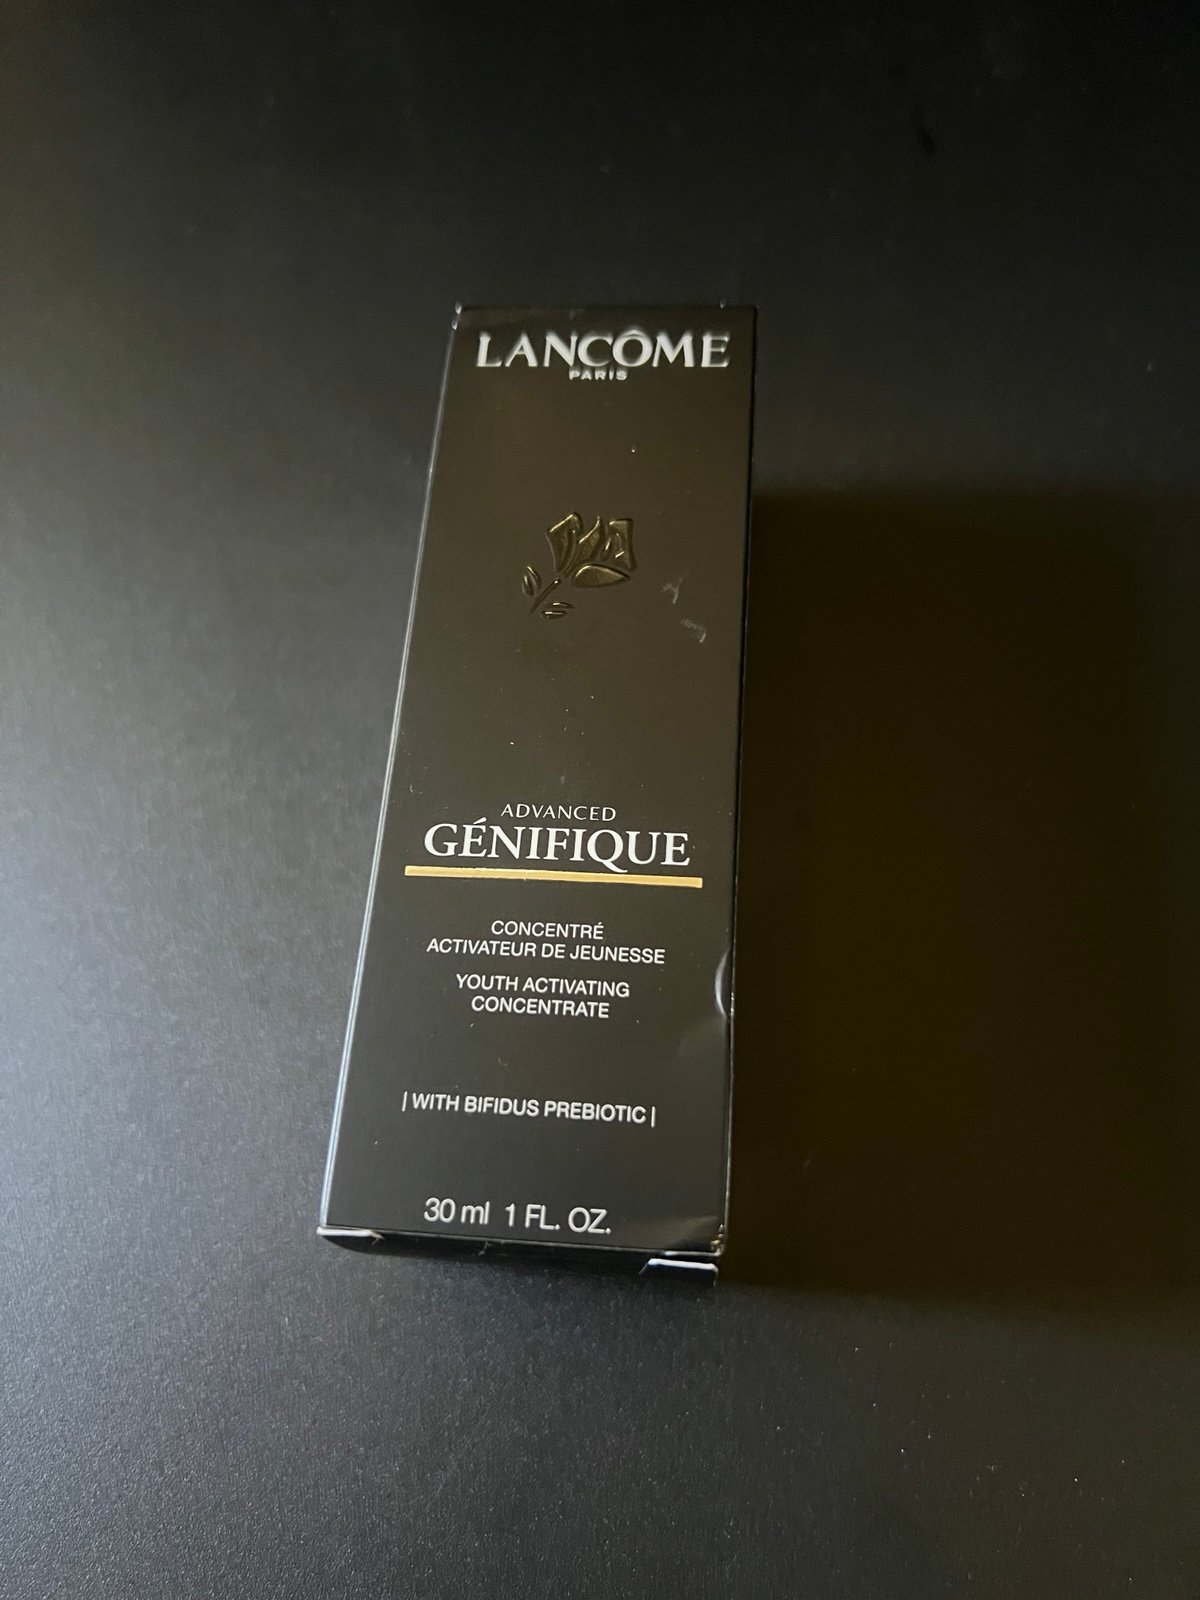 LANCÔME
PARIS
ADVANCED
GÉNIFIQUE
CONCENTRÉ
ACTIVATEUR DE JEUNESSE
YOUTH ACTIVATING
CONCENTRATE
| WITH BIFIDUS PREBIOTIC |
30 ml 1 FL. OZ.